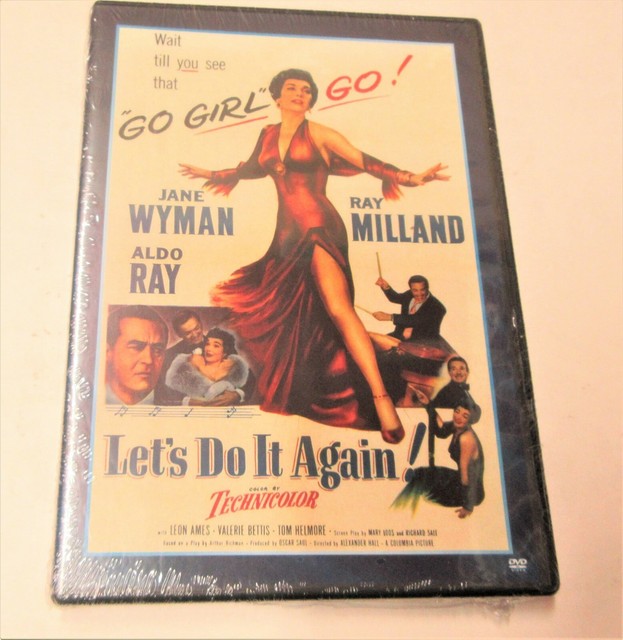 Wait
till you see
that
"GO GIRL" GO!
JANE
WYMAN
RAY
MILLAND
ALDO
RAY
Let's Do It Again!
COLOR BY
TECHNICOLOR
with LEON AMES · VALERIE BETTIS · TOM HELMORE · Screen Play by MARY LOOS and RICHARD SALE
Based on a Play by Arthur Richman · Produced by OSCAR SAUL · Directed by ALEXANDER HALL · A COLUMBIA PICTURE
DVD